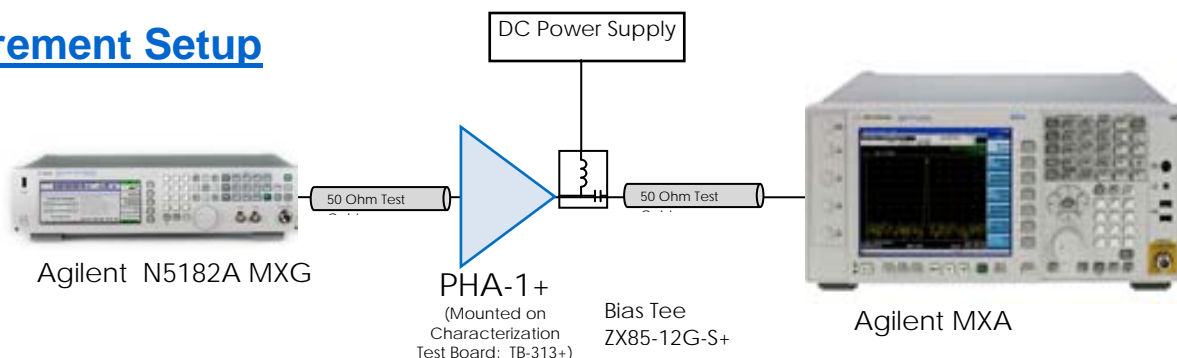 rement Setup
DC Power Supply
50 Ohm Test
50 Ohm Test
Agilent N5182A MXG
PHA-1+
(Mounted on
Characterization
Test Board: TB-313+)
Bias Tee
ZX85-12G-S+
Agilent MXA